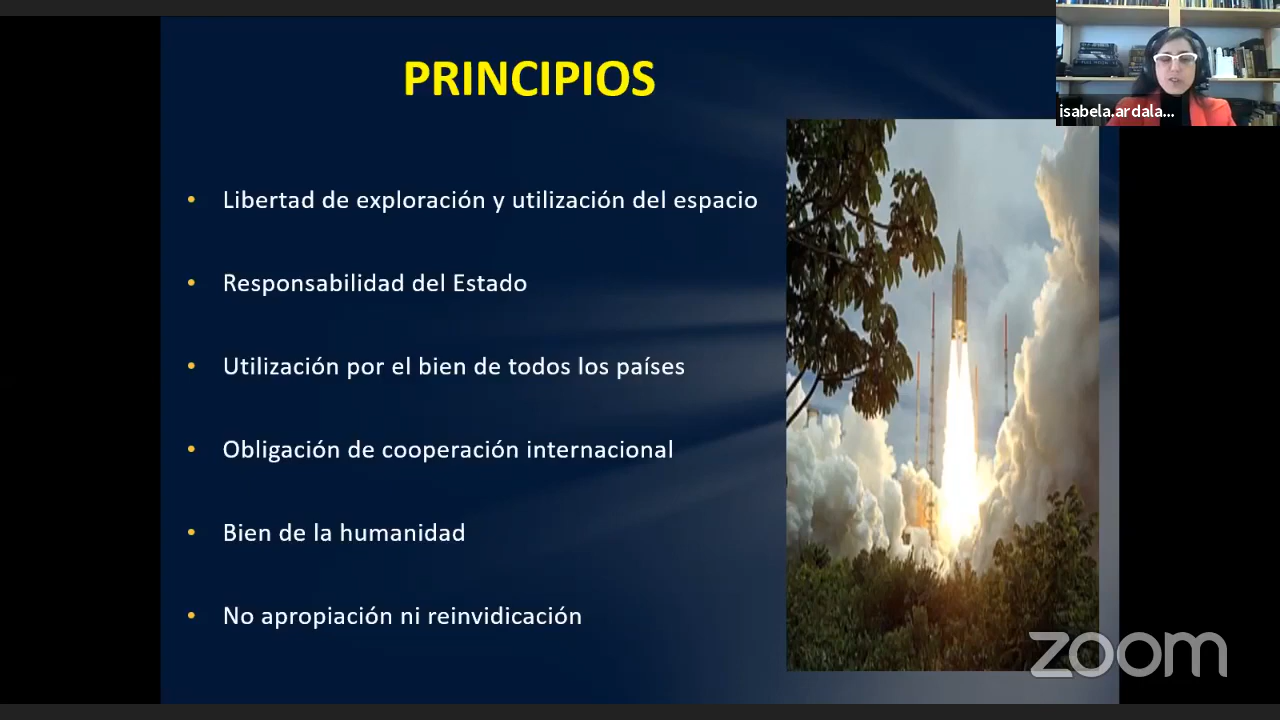 PRINCIPIOS
isabela.ardala...
• Libertad de exploración y utilización del espacio
• Responsabilidad del Estado
• Utilización por el bien de todos los países
• Obligación de cooperación internacional
• Bien de la humanidad
• No apropiación ni reinvidicación
zoom